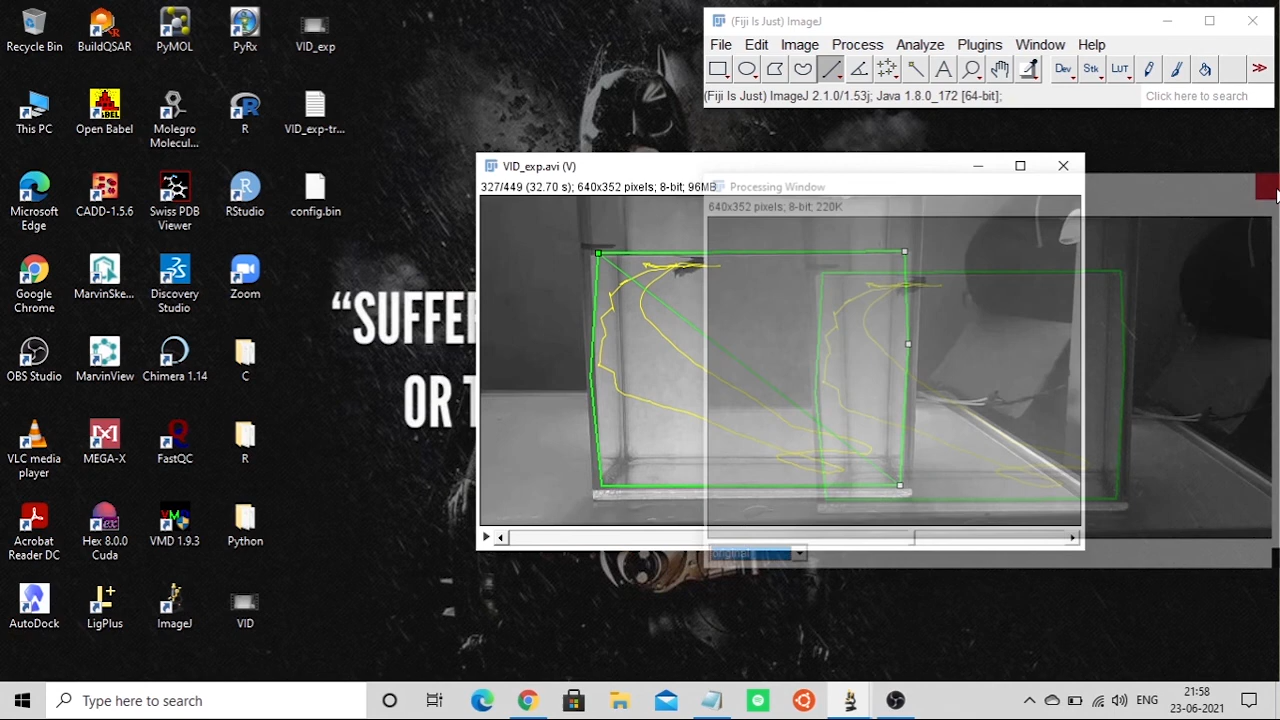 Recycle Bin
BuildQSAR
PyMOL
PyRx
VID_exp
This PC
Open Babel
Molegro
Molecul...
R
VID_exp-tr...
Microsoft
Edge
CADD-1.5.6
Swiss PDB
Viewer
RStudio
config.bin
Google
Chrome
MarvinSke...
Discovery
Studio
Zoom
OBS Studio
MarvinView
Chimera 1.14
C
VLC media
player
MEGA-X
FastQC
R
Acrobat
Reader DC
Hex 8.0.0
Cuda
VMD 1.9.3
Python
AutoDock
LigPlus
ImageJ
VID
(Fiji Is Just) ImageJ
File Edit Image Process Analyze Plugins Window Help
Dev Stk LUT
(Fiji Is Just) ImageJ 2.1.0/1.53j; Java 1.8.0_172 [64-bit];
Click here to search
VID_exp.avi (V)
327/449 (32.70 s); 640x352 pixels; 8-bit; 96MB
Processing Window
640x352 pixels; 8-bit; 220K
original
“SUFFE
OR T
Type here to search
ENG
21:58
23-06-2021